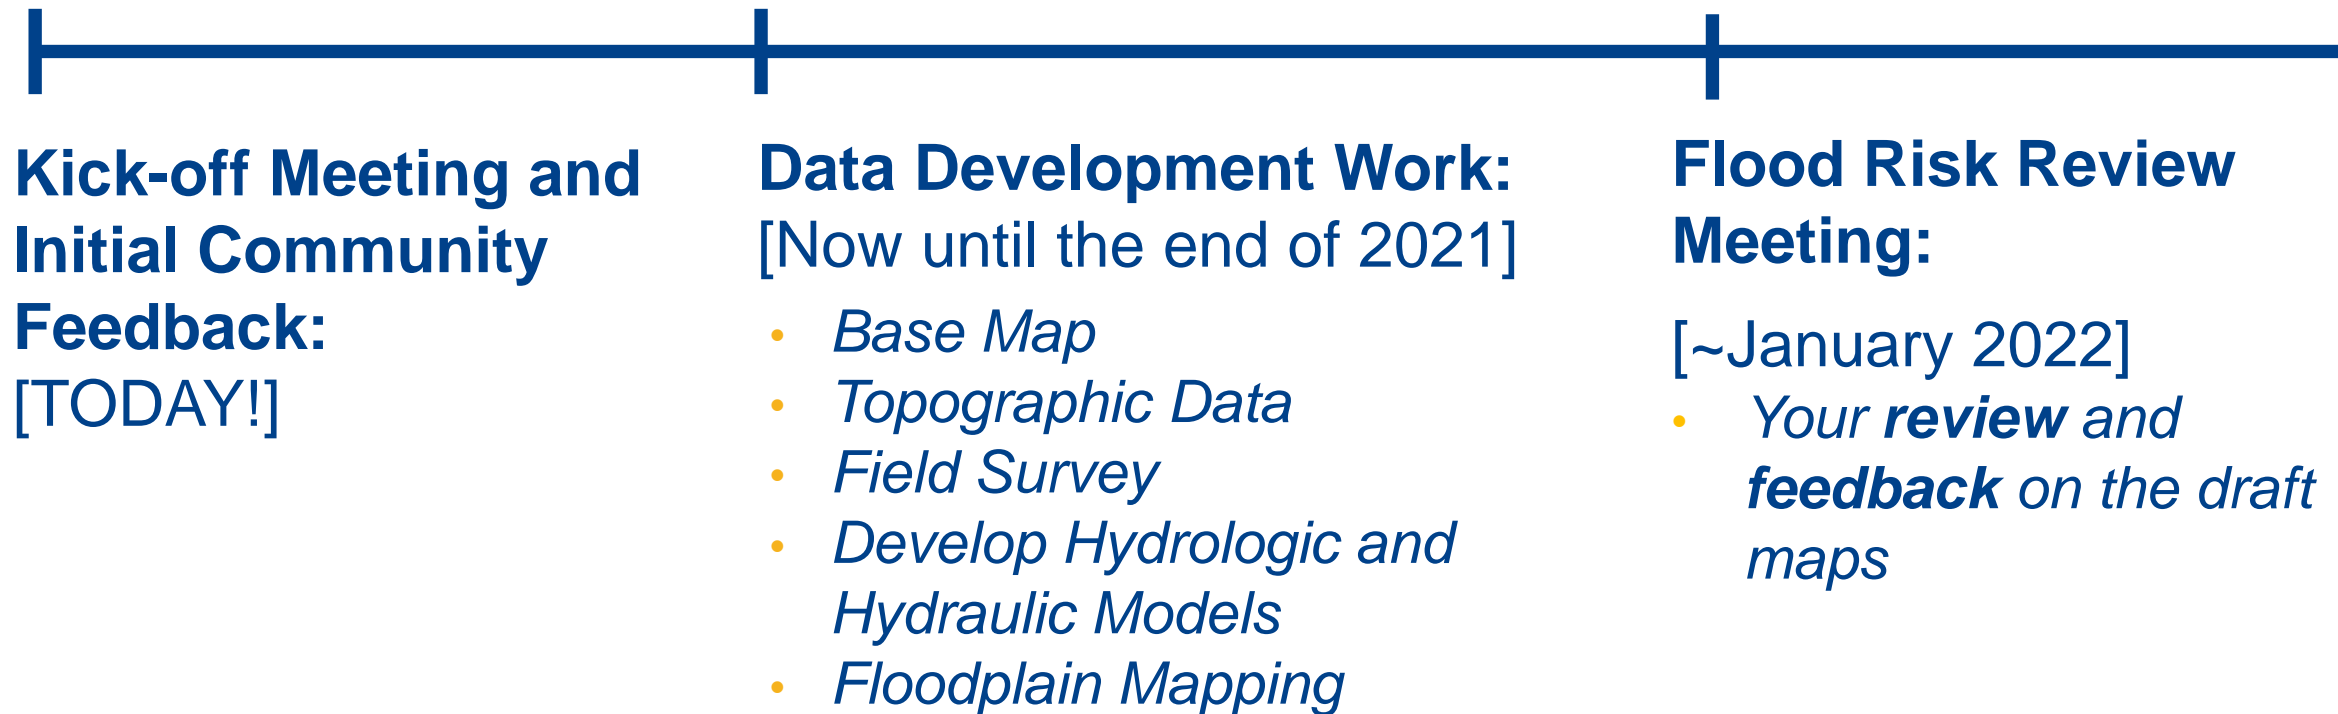 Kick-off Meeting and
Initial Community
Feedback:
[TODAY!]
Data Development Work:
[Now until the end of 2021]
• Base Map
• Topographic Data
• Field Survey
• Develop Hydrologic and
Hydraulic Models
• Floodplain Mapping
Flood Risk Review
Meeting:
[~January 2022]
• Your review and
feedback on the draft
maps